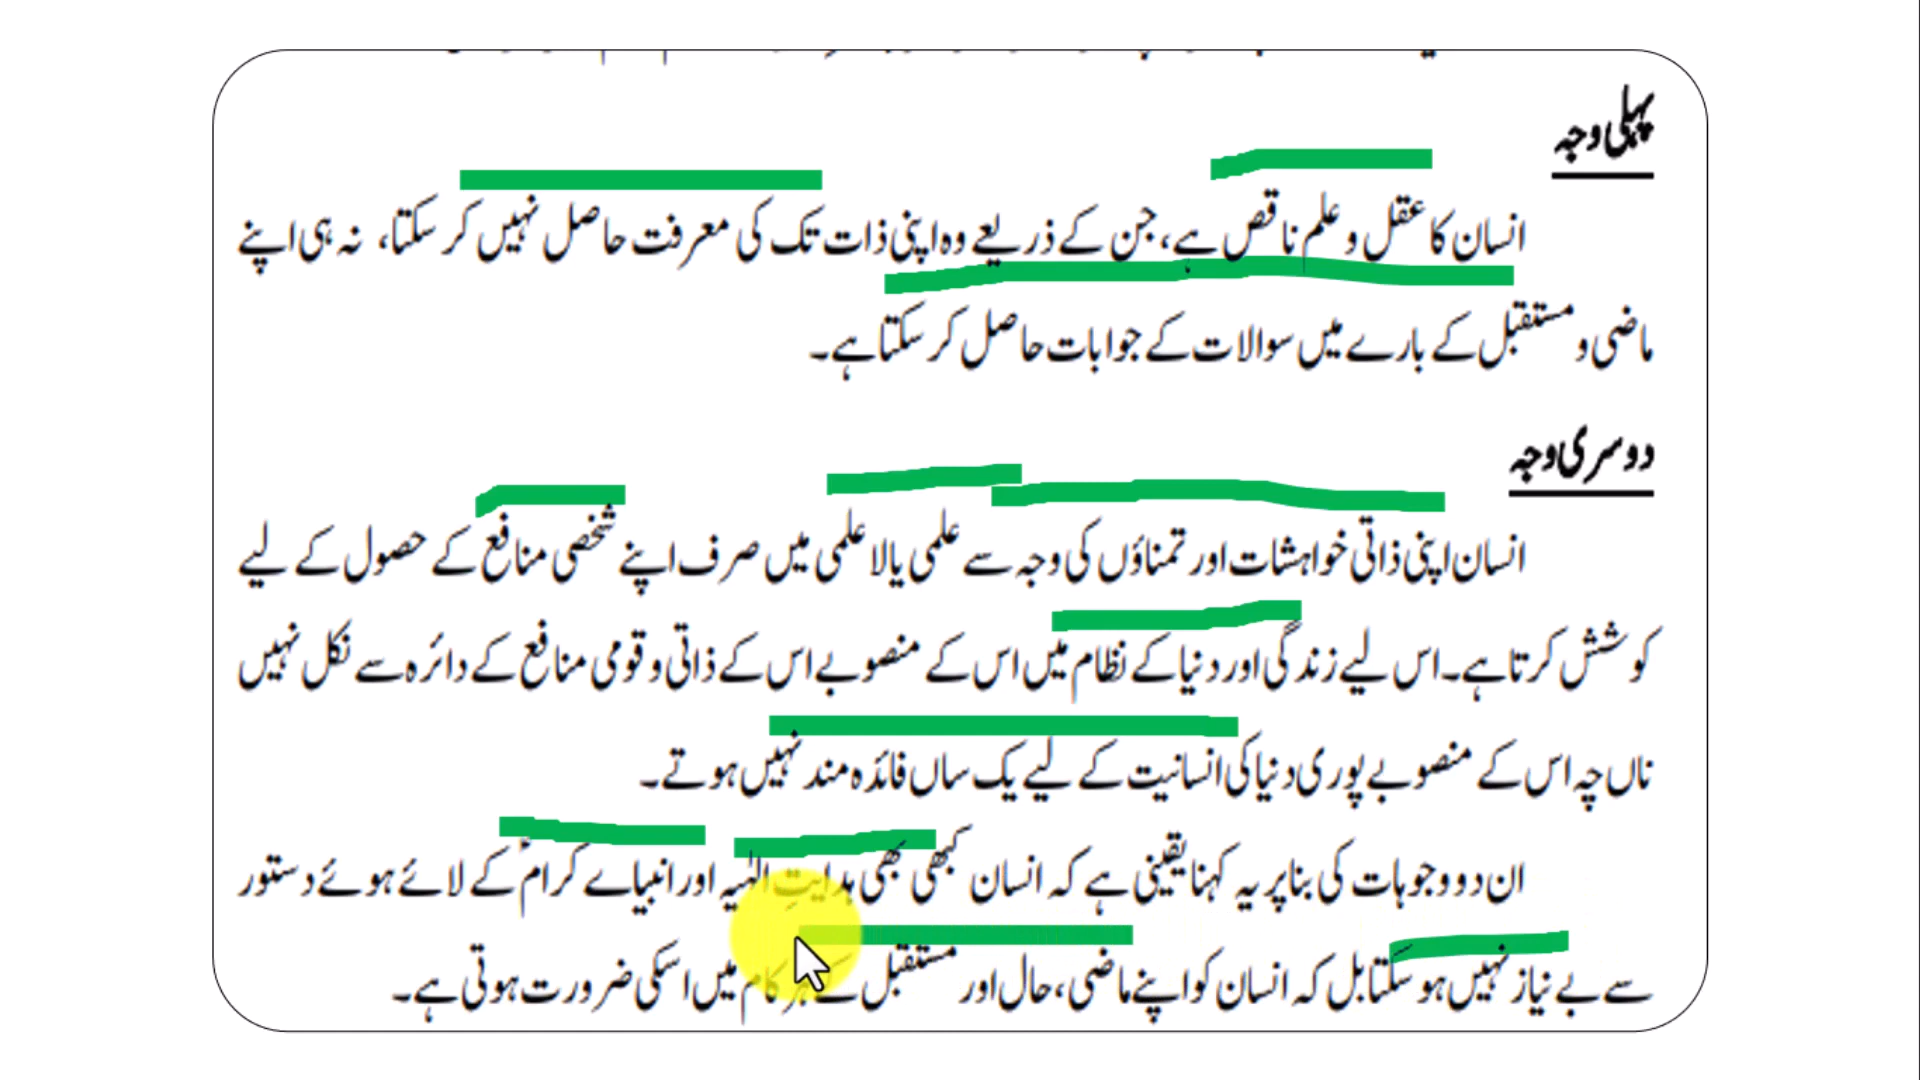 پہلی وجہ
انسان کا عقل و علم ناقص ہے، جن کے ذریعے وہ اپنی ذات تک کی معرفت حاصل نہیں کر سکتا، نہ ہی اپنے
ماضی و مستقبل کے بارے میں سوالات کے جوابات حاصل کر سکتا ہے۔
دوسری وجہ
انسان اپنی ذاتی خواہشات اور تمناؤں کی وجہ سے علمی یا لا علمی میں صرف اپنے شخصی منافع کے حصول کے لیے
کوشش کرتا ہے۔ اس لیے زندگی اور دنیا کے نظام میں اس کے منصوبے اس کے ذاتی و قومی منافع کے دائرہ سے نکل نہیں
ناں چہ اس کے منصوبے پوری دنیا کی انسانیت کے لیے یک ساں فائدہ مند نہیں ہوتے۔
ان دو وجوہات کی بنا پر یہ کہنا یقینی ہے کہ انسان کبھی بھی ہدایتِ الٰہیہ اور انبیاے کرامؑ کے لائے ہوئے دستور
سے بے نیاز نہیں ہو سکتا بل کہ انسان کو اپنے ماضی، حال اور مستقبل کے ہر کام میں اسکی ضرورت ہوتی ہے۔